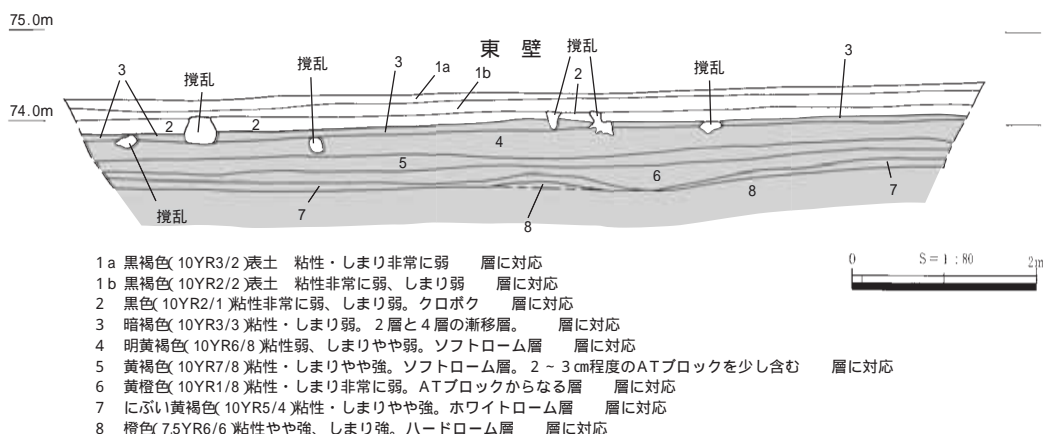 75.0m
東 壁
撹乱
3
1a
1b
3
撹乱
撹乱
2
撹乱
3
74.0m
2
2
4
5
6
8
7
撹乱
7
8
1a 黒褐色(10YR3/2)表土 粘性・しまり非常に弱 層に対応
1b 黒褐色(10YR2/2)表土 粘性非常に弱、しまり弱 層に対応
2 黒色(10YR2/1)粘性非常に弱、しまり弱。クロボク 層に対応
3 暗褐色(10YR3/3)粘性・しまり弱。2層と4層の漸移層。 層に対応
4 明黄褐色(10YR6/8)粘性弱、しまりやや弱。ソフトローム層 層に対応
5 黄褐色(10YR7/8)粘性・しまりやや強。ソフトローム層。2~3㎝程度のATブロックを少し含む 層に対応
6 黄橙色(10YR1/8)粘性・しまり非常に弱。ATブロックからなる層 層に対応
7 にぶい黄褐色(10YR5/4)粘性・しまりやや強。ホワイトローム層 層に対応
8 橙色(7.5YR6/6)粘性やや強、しまり強。ハードローム層 層に対応
0 S=1:80 2m